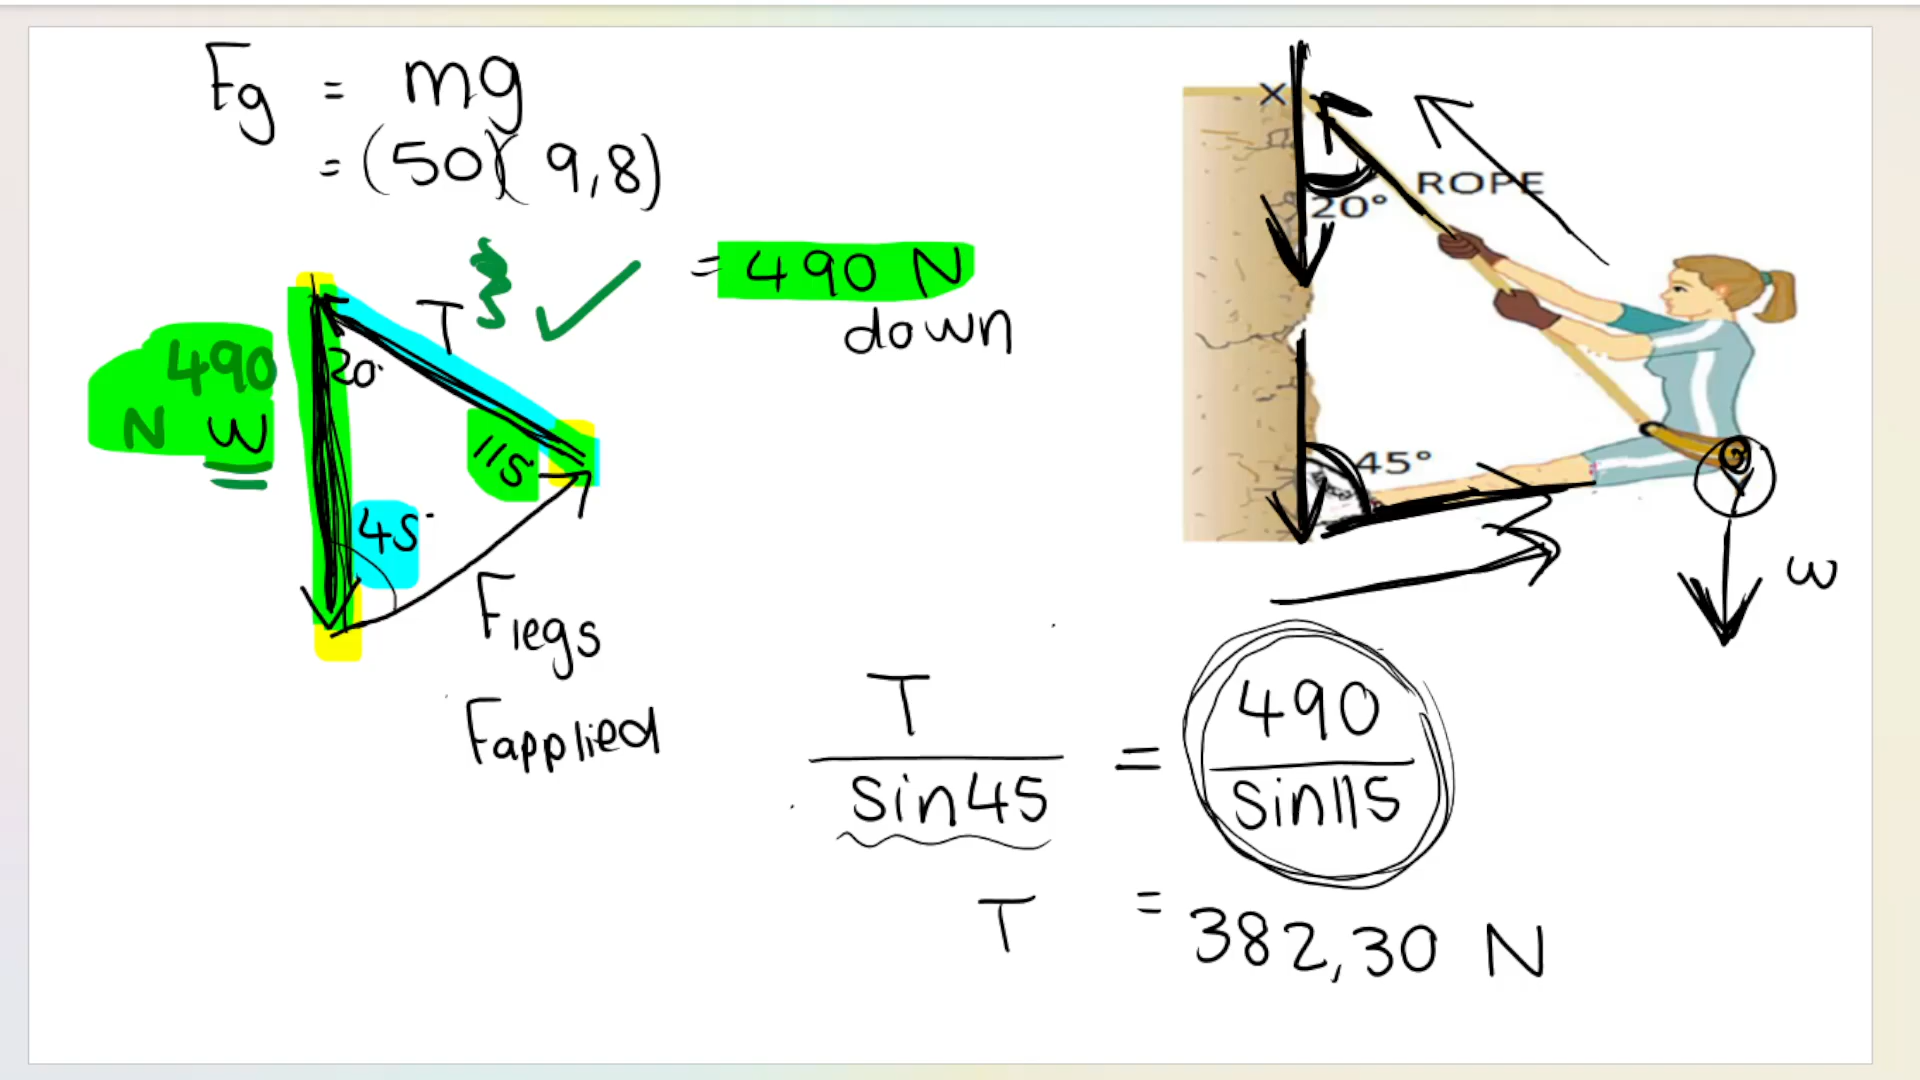 Fg = mg
= (50)(9,8)
= 490 N
down
490
N W
20°
T
115
45°
Flegs
Fapplied
x
ROPE
20°
45°
W
T
sin45
=
490
sin115
T = 382,30 N